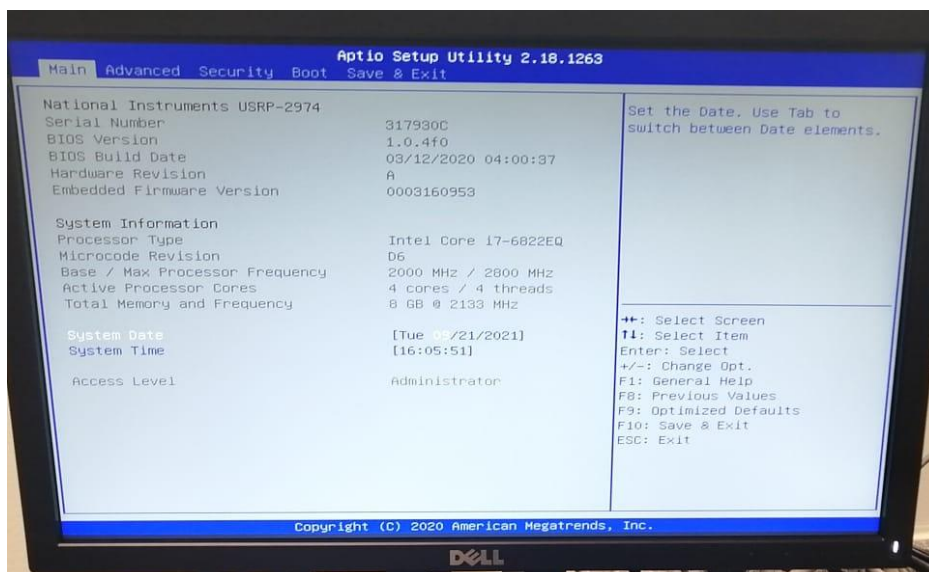 Aptio Setup Utility 2.18.1263
Main Advanced Security Boot Save & Exit
National Instruments USRP-2974
Serial Number 317930C
BIOS Version 1.0.4f0
BIOS Build Date 03/12/2020 04:00:37
Hardware Revision A
Embedded Firmware Version 0003160953
System Information
Processor Type Intel Core i7-6822EQ
Microcode Revision D6
Base / Max Processor Frequency 2000 MHz / 2800 MHz
Active Processor Cores 4 cores / 4 threads
Total Memory and Frequency 8 GB @ 2133 MHz
System Date [Tue 09/21/2021]
System Time [16:05:51]
Access Level Administrator
Set the Date. Use Tab to
switch between Date elements.
→←: Select Screen
↑↓: Select Item
Enter: Select
+/-: Change Opt.
F1: General Help
F8: Previous Values
F9: Optimized Defaults
F10: Save & Exit
ESC: Exit
Copyright (C) 2020 American Megatrends, Inc.
DELL